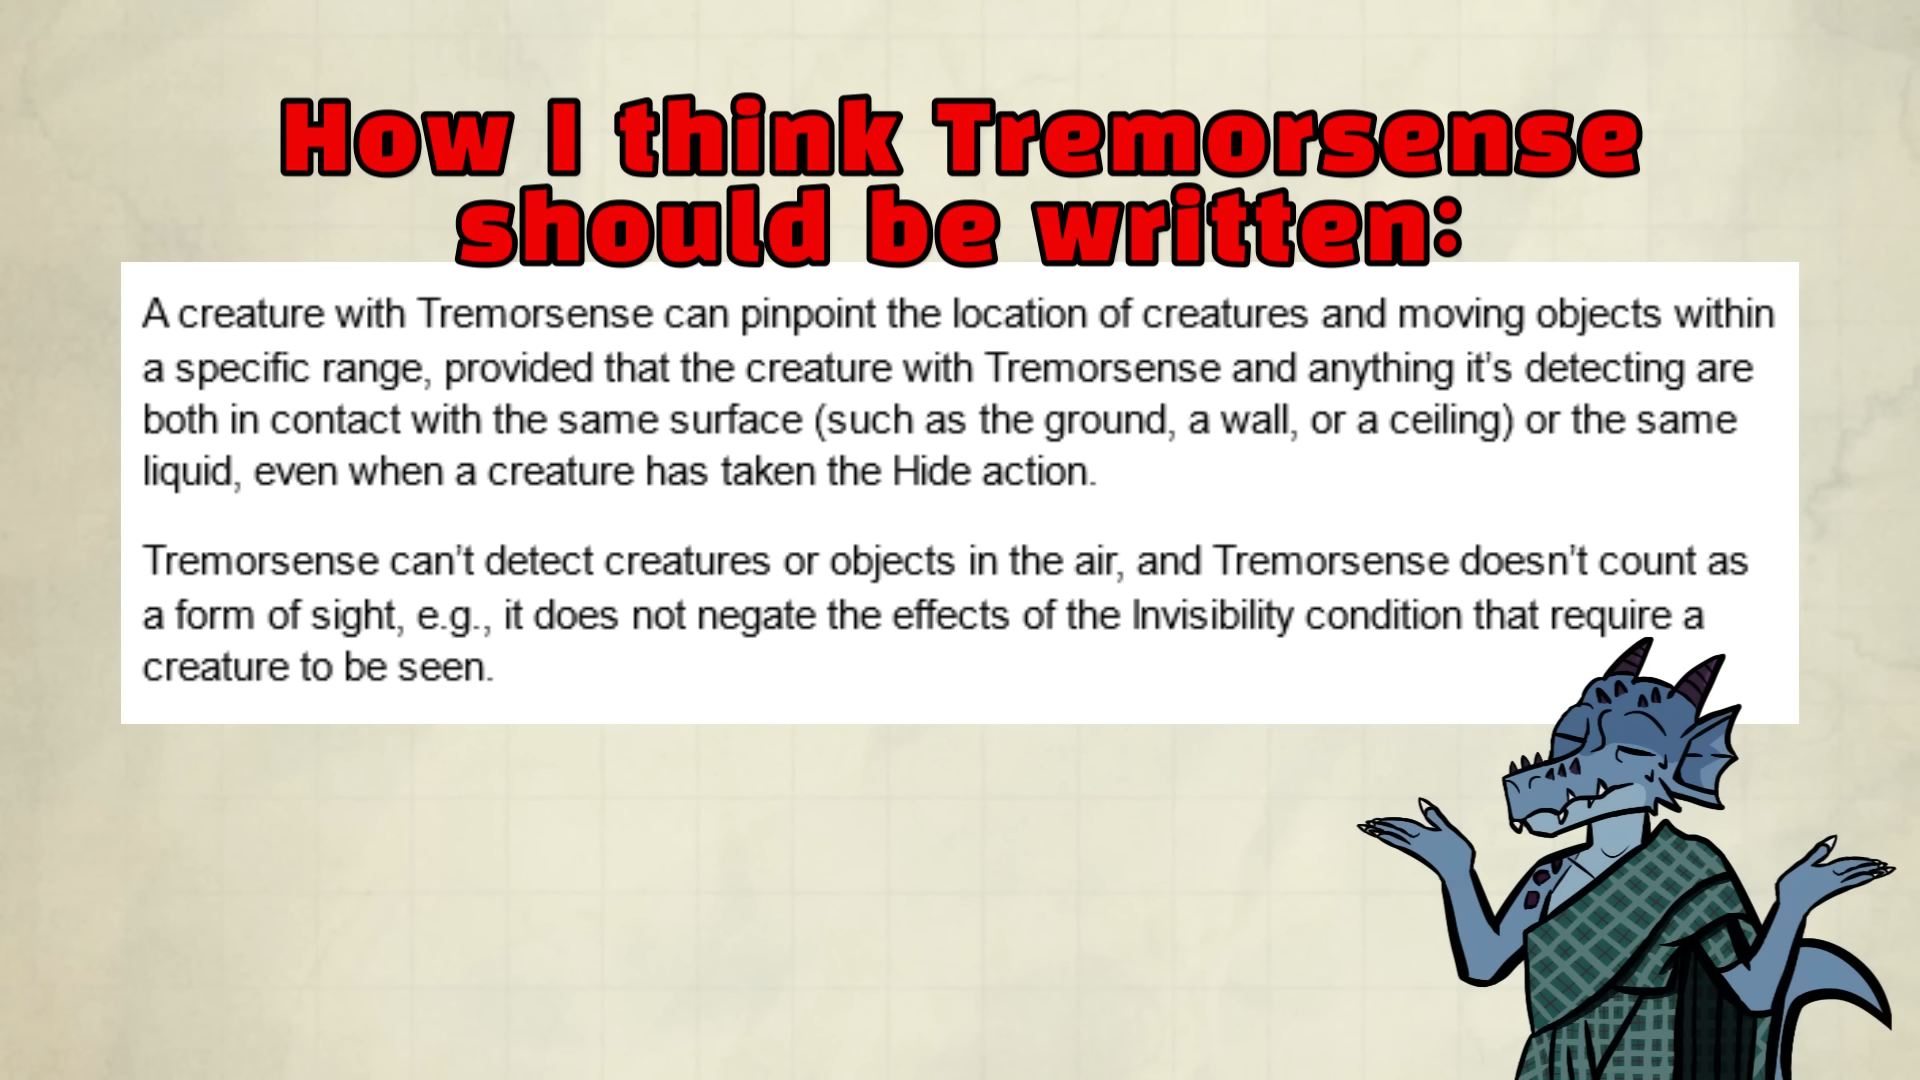 How I think Tremorsense
should be written:
A creature with Tremorsense can pinpoint the location of creatures and moving objects within
a specific range, provided that the creature with Tremorsense and anything it's detecting are
both in contact with the same surface (such as the ground, a wall, or a ceiling) or the same
liquid, even when a creature has taken the Hide action.
Tremorsense can't detect creatures or objects in the air, and Tremorsense doesn't count as
a form of sight, e.g., it does not negate the effects of the Invisibility condition that require a
creature to be seen.